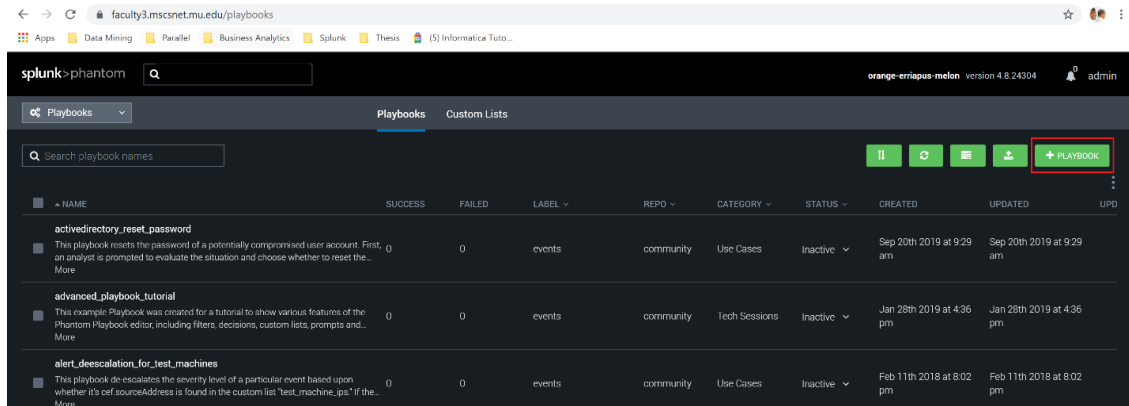 faculty3.mscsnet.mu.edu/playbooks
Apps Data Mining Parallel Business Analytics Splunk Thesis (5) Informatica Tuto...
splunk>phantom orange-erriapus-melon version 4.8.24304 0 admin
Playbooks Playbooks Custom Lists
Search playbook names + PLAYBOOK
NAME SUCCESS FAILED LABEL REPO CATEGORY STATUS CREATED UPDATED UPD
activedirectory_reset_password
This playbook resets the password of a potentially compromised user account. First, 0 0 events community Use Cases Inactive Sep 20th 2019 at 9:29 Sep 20th 2019 at 9:29
an analyst is prompted to evaluate the situation and choose whether to reset the... am am
More
advanced_playbook_tutorial
This example Playbook was created for a tutorial to show various features of the 0 0 events community Tech Sessions Inactive Jan 28th 2019 at 4:36 Jan 28th 2019 at 4:36
Phantom Playbook editor, including filters, decisions, custom lists, prompts and... pm pm
More
alert_deescalation_for_test_machines
This playbook de-escalates the severity level of a particular event based upon 0 0 events community Use Cases Inactive Feb 11th 2018 at 8:02 Feb 11th 2018 at 8:02
whether it's cef.sourceAddress is found in the custom list "test_machine_ips." If the... pm pm
More